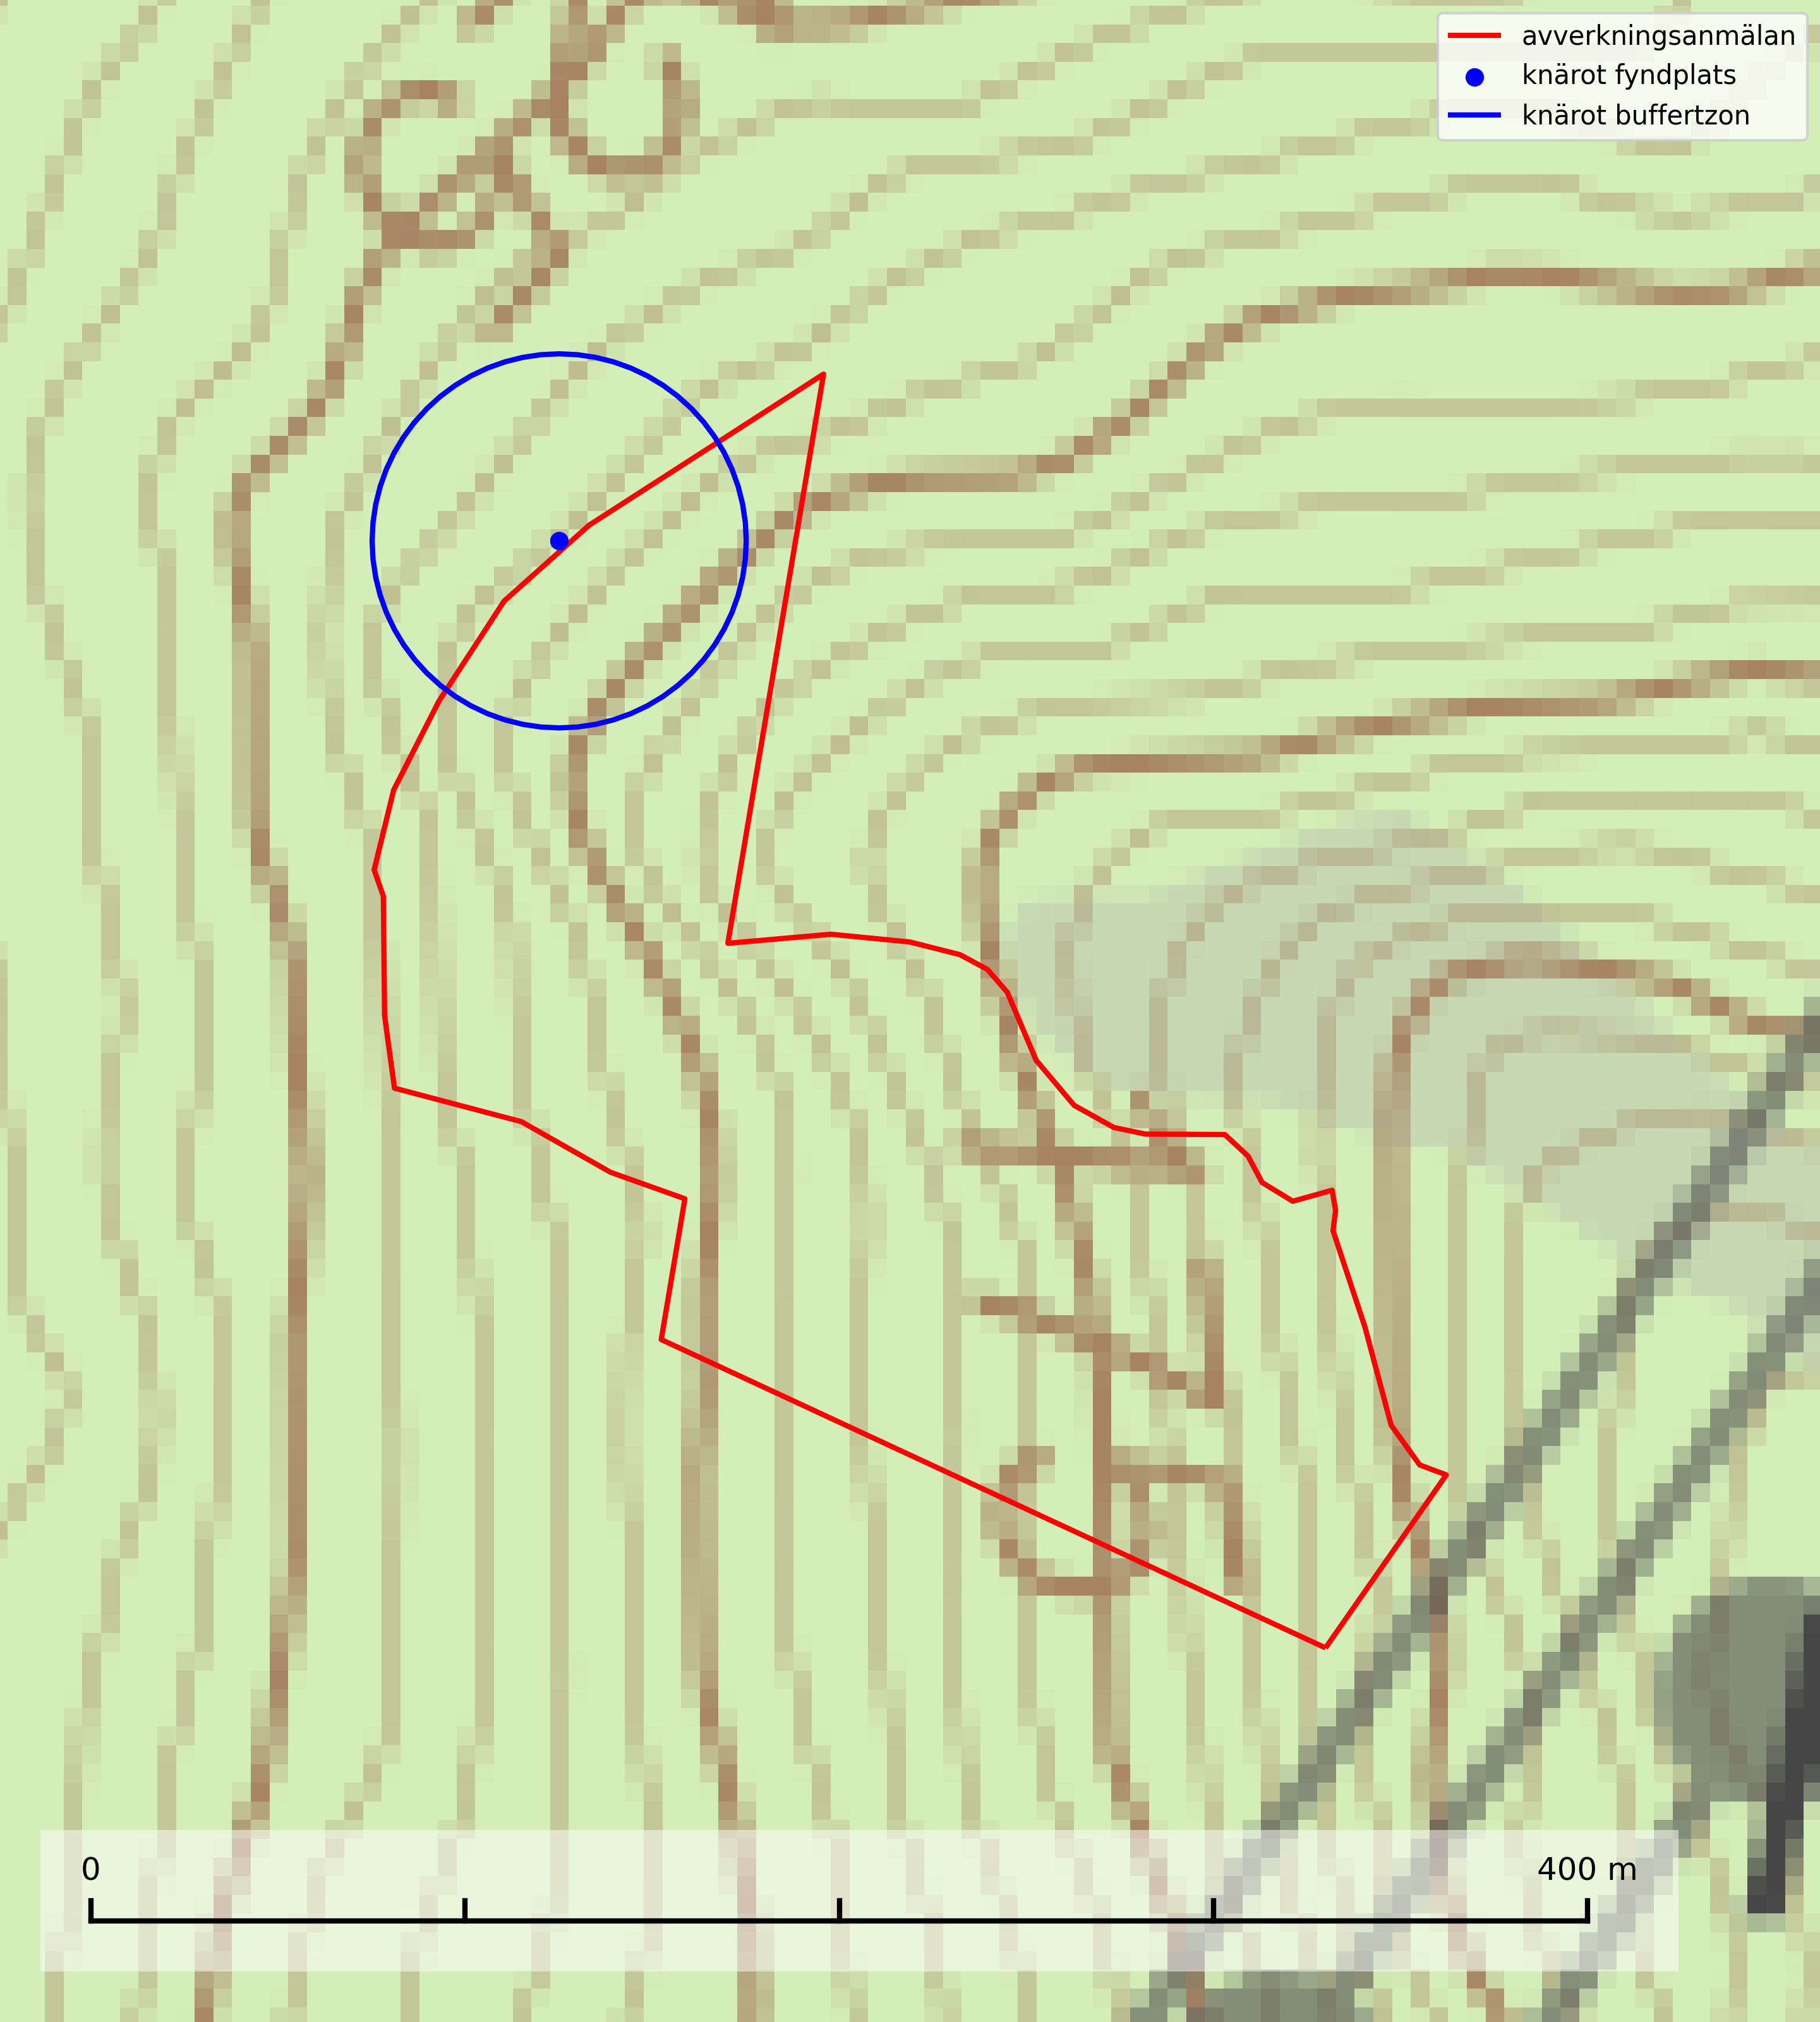 avverkningsanmälan
knärot fyndplats
knärot buffertzon
0
400 m